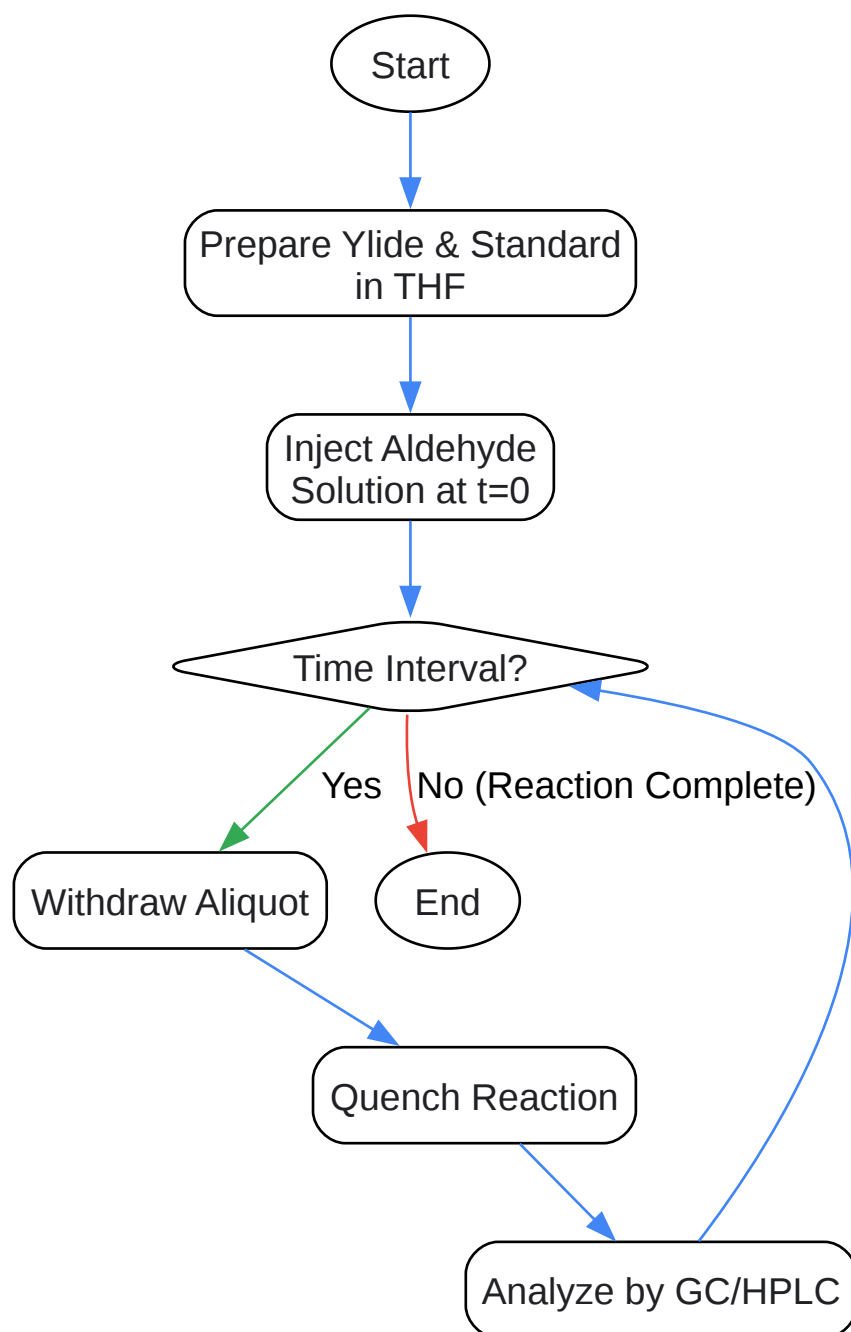 Start
Prepare Ylide & Standard
in THF
Inject Aldehyde
Solution at t=0
Time Interval?
Yes
No (Reaction Complete)
Withdraw Aliquot
End
Quench Reaction
Analyze by GC/HPLC